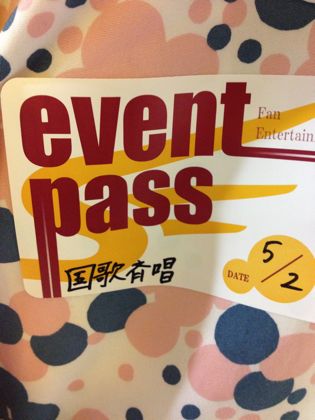 event
Fan
Entertain
pass
国歌斉唱
DATE 5/2